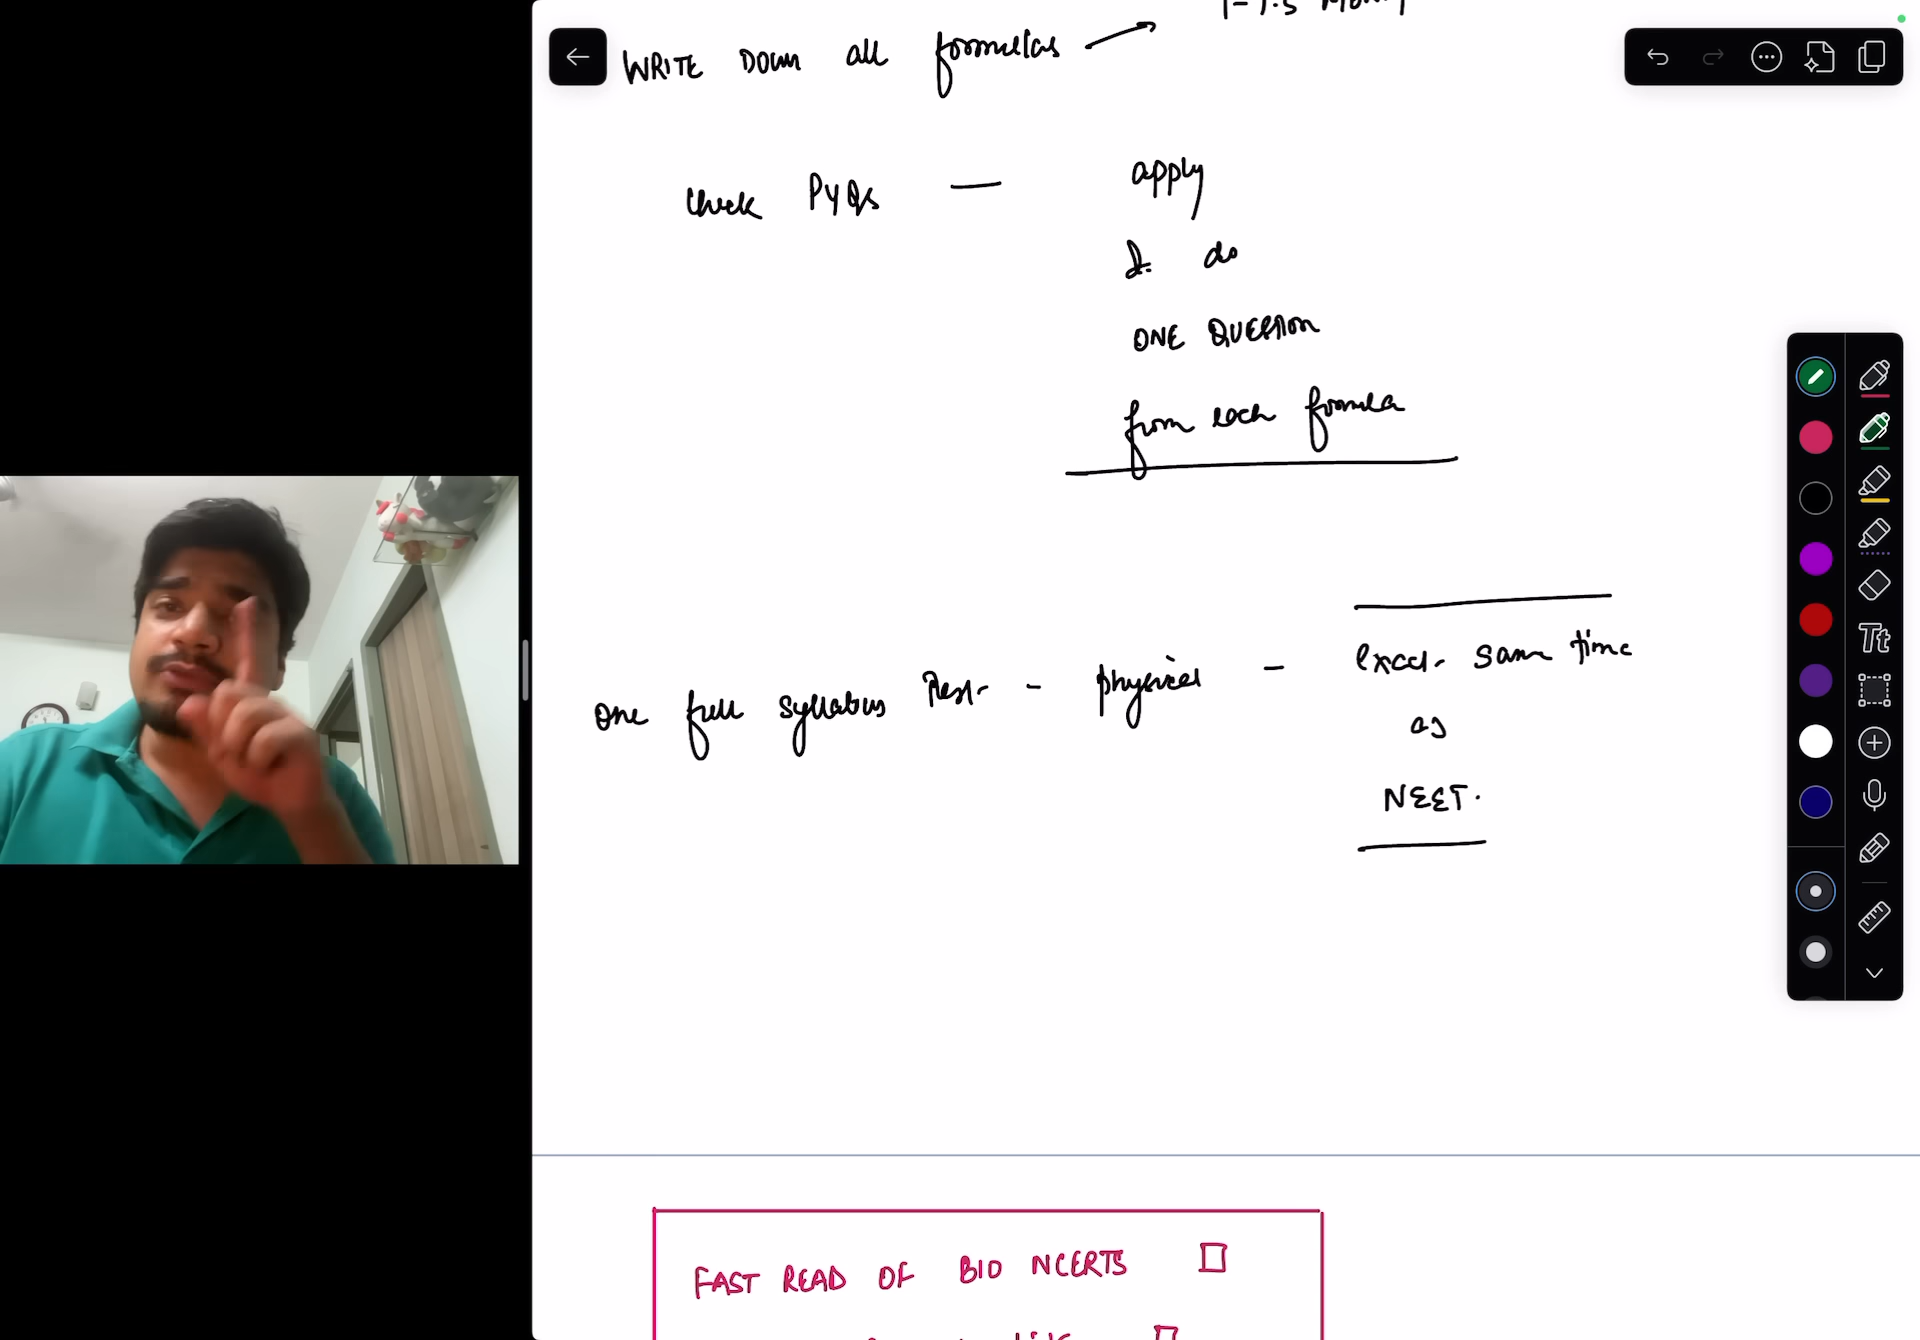 WRITE DOWN all formulas
check PYQs — apply
& do
ONE QUESTION
from each formula
One full syllabus Test - physical - exact same time
as
NEET.
FAST READ OF BIO NCERTS
Tt